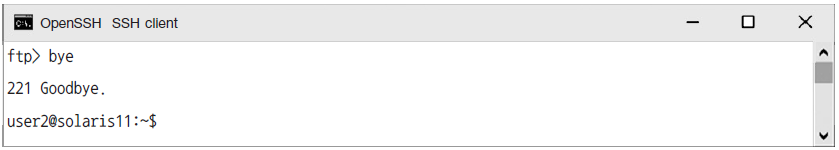 OpenSSH SSH client
ftp> bye
221 Goodbye.
user2@solaris11:~$